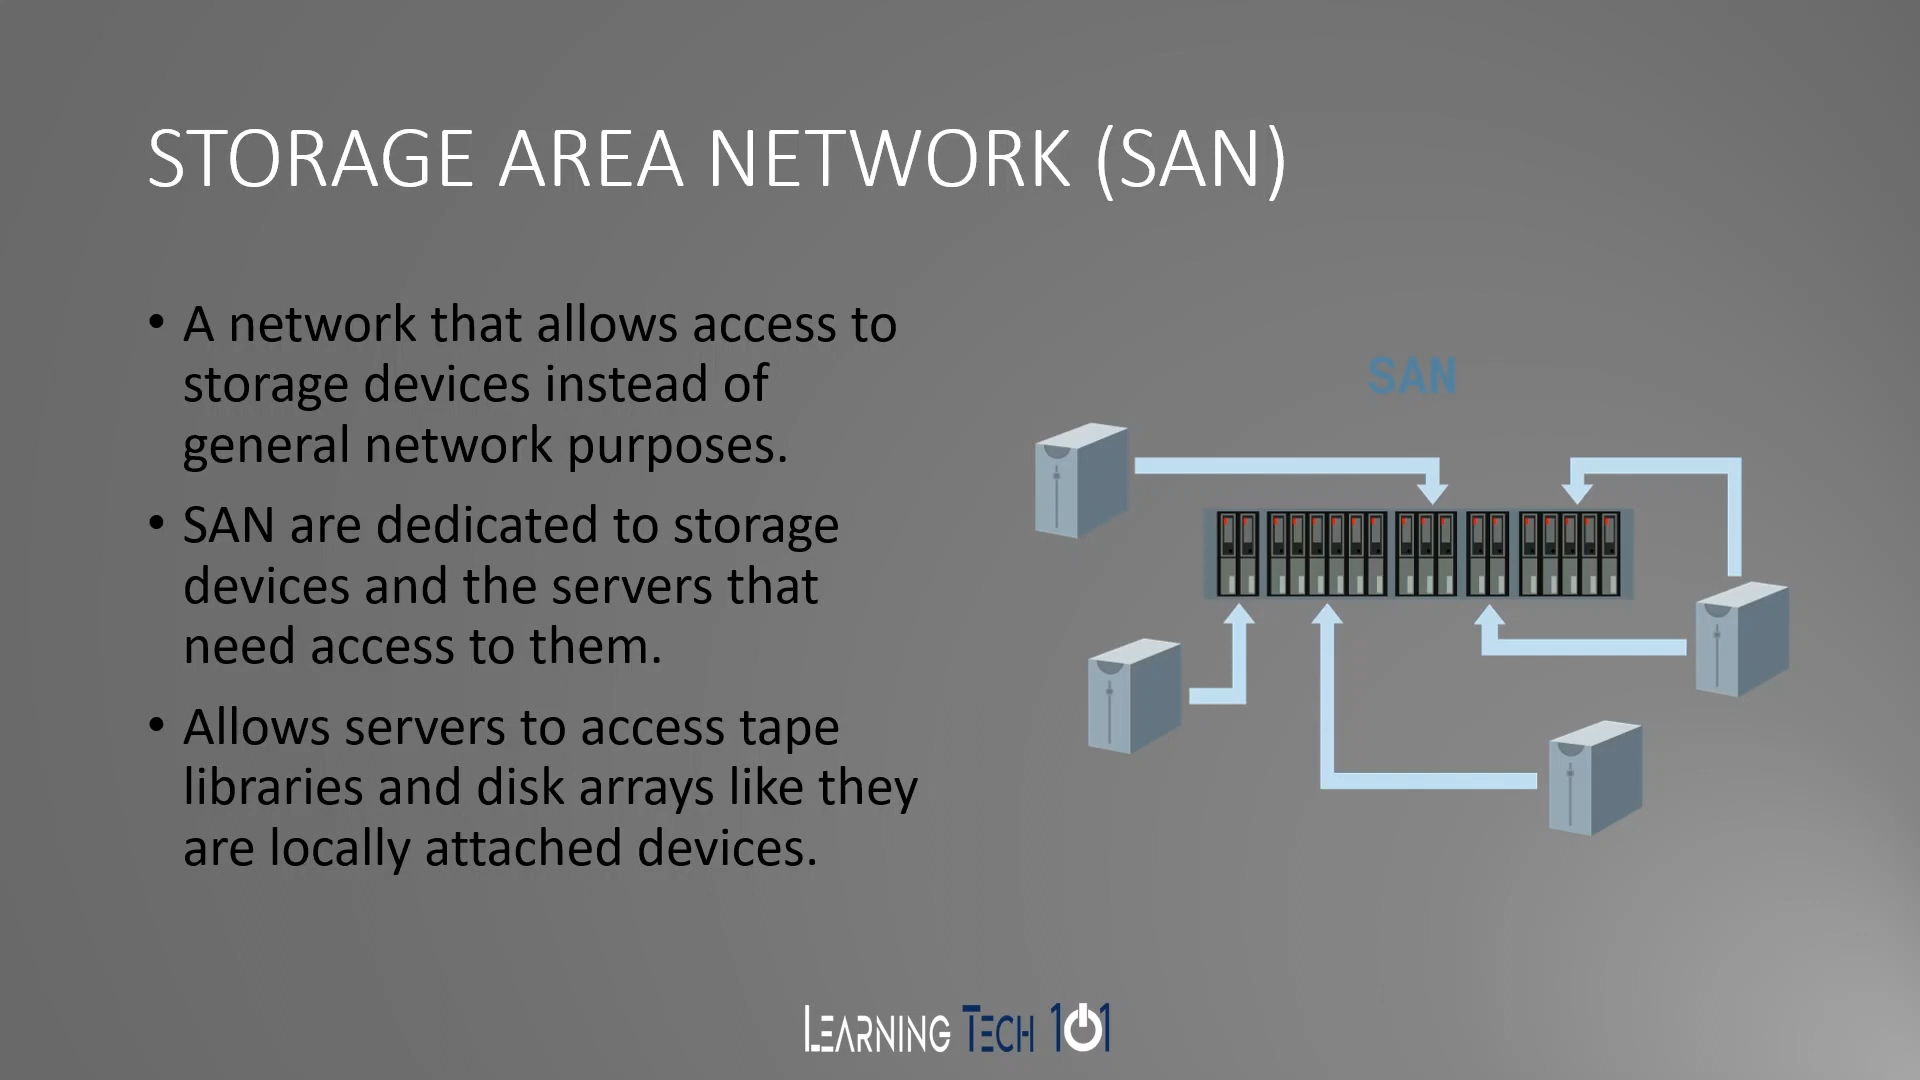 STORAGE AREA NETWORK (SAN)
• A network that allows access to
storage devices instead of
general network purposes.
• SAN are dedicated to storage
devices and the servers that
need access to them.
• Allows servers to access tape
libraries and disk arrays like they
are locally attached devices.
SAN
LEARNING TECH 101